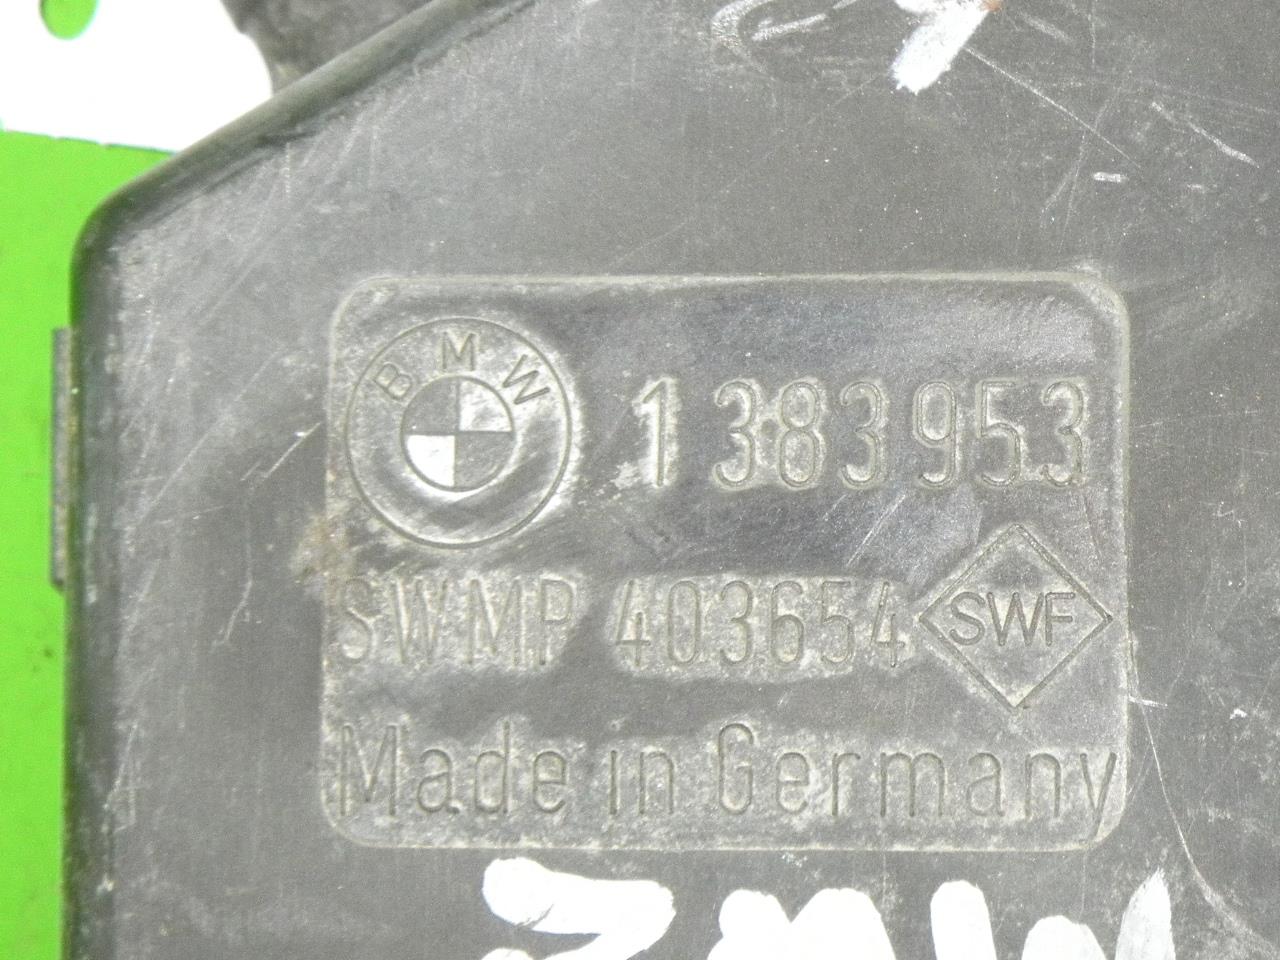 BMW 1 383 953
SWMP 403654 SWF
Made in Germany